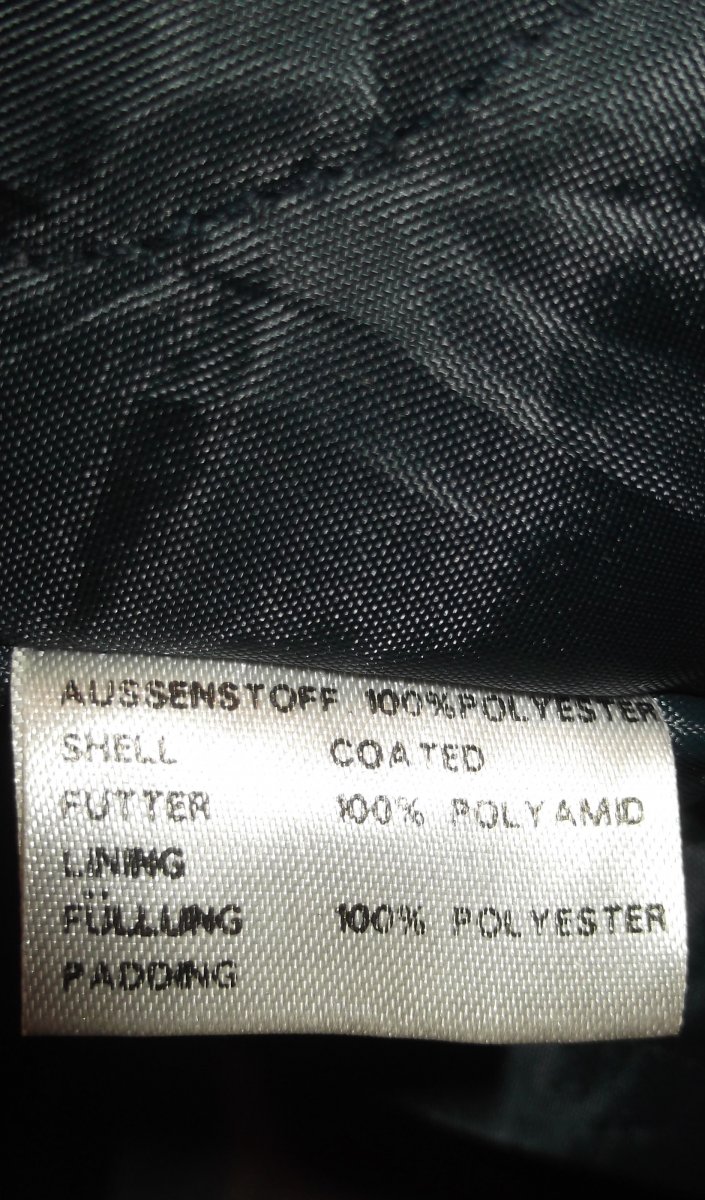 AUSSENSTOFF 100% POLYESTER
SHELL COATED
FUTTER 100% POLYAMID
LINING
FÜLLUNG 100% POLYESTER
PADDING